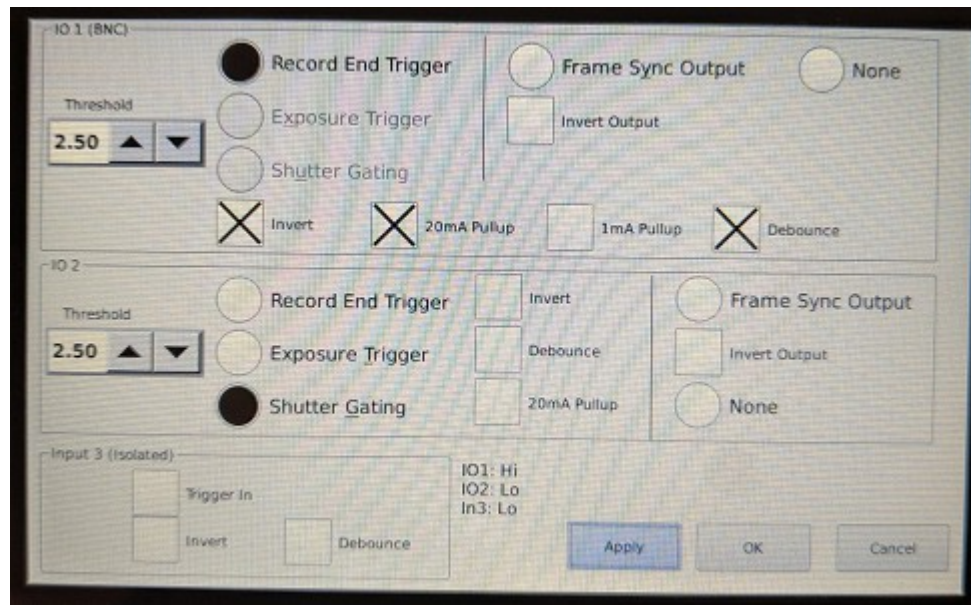 IO 1 (BNC)
Record End Trigger
Frame Sync Output
None
Threshold
Exposure Trigger
Invert Output
2.50
Shutter Gating
Invert
20mA Pullup
1mA Pullup
Debounce
IO 2
Record End Trigger
Invert
Frame Sync Output
Threshold
2.50
Exposure Trigger
Debounce
Invert Output
Shutter Gating
20mA Pullup
None
Input 3 (Isolated)
Trigger In
Invert
Debounce
IO1: Hi
IO2: Lo
In3: Lo
Apply
OK
Cancel